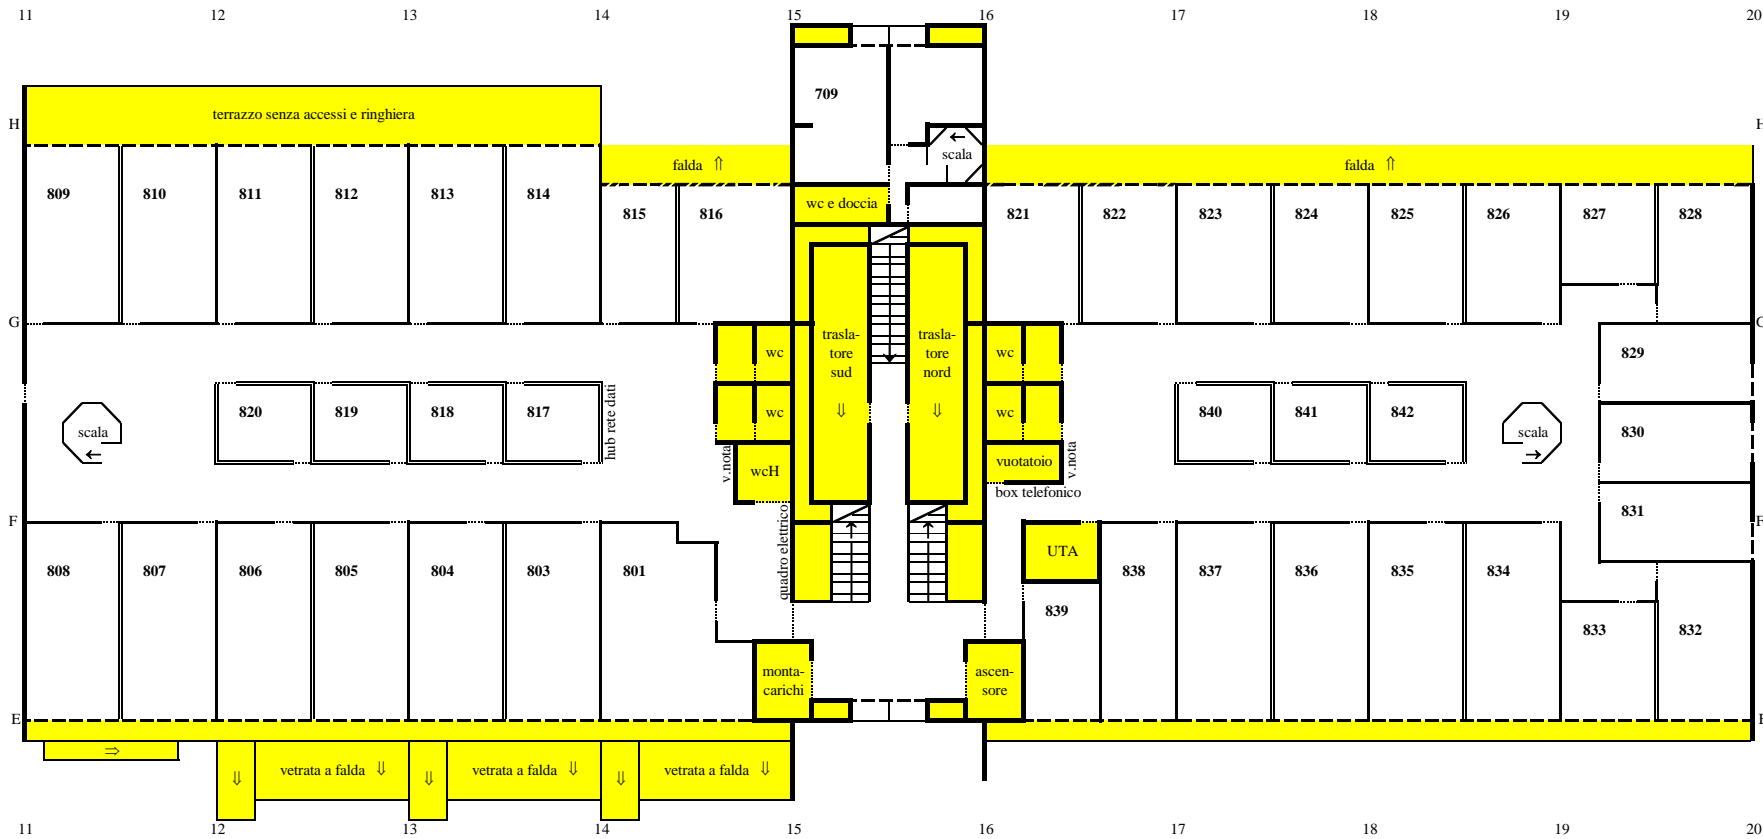 11 12 13 14 15 16 17 18 19 20
709
terrazzo senza accessi e ringhiera
H H
scala
falda ⇑ falda ⇑
809 810 811 812 813 814 827 828
wc e doccia
815 816 821 822 823 824 825 826
G G
trasla-
tore
sud
trasla-
tore
nord
wc wc
829
820 819 818 817 wc ⇓ ⇓ wc 840 841 842
hub rete dati
scala ←
scala →
830
v.nota
wcH
vuotatoio
v.nota
box telefonico
831
F F
quadro elettrico
UTA
808 807 806 805 804 803 801 838 837 836 835 834
839
833 832
monta-
carichi
ascen-
sore
E E
⇒
⇓ vetrata a falda ⇓ ⇓ vetrata a falda ⇓ ⇓ vetrata a falda ⇓
11 12 13 14 15 16 17 18 19 20